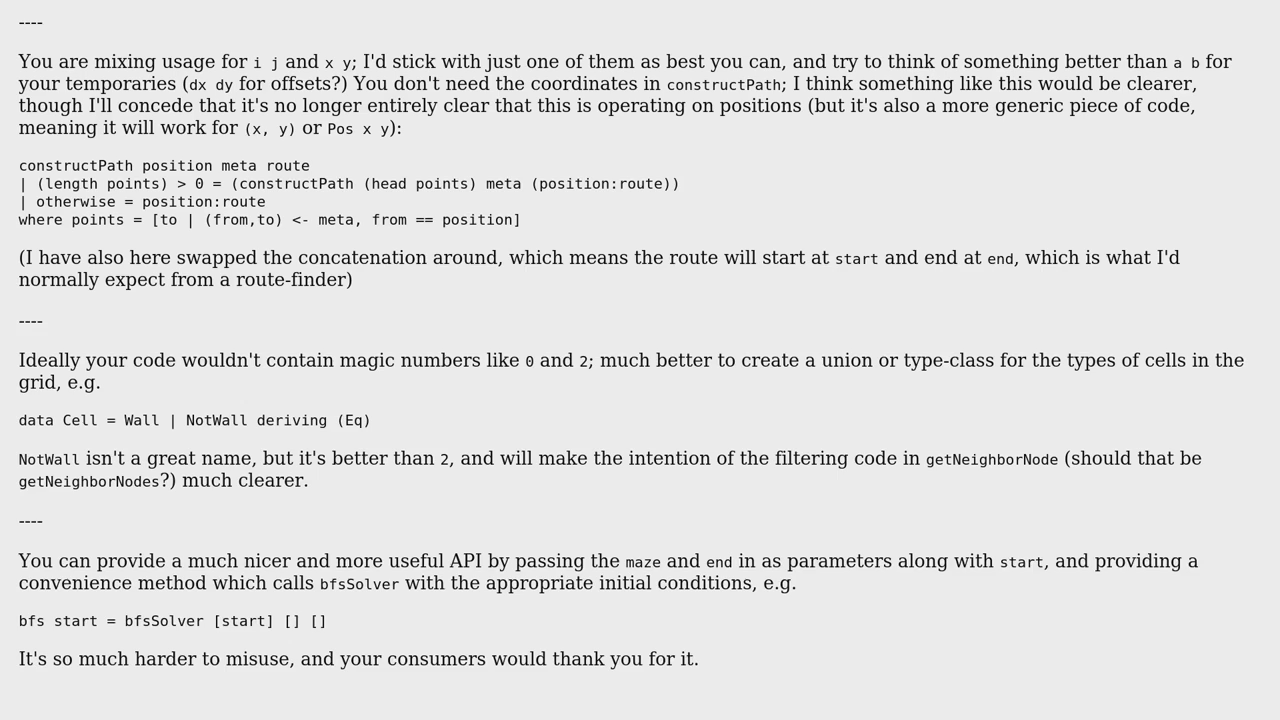 ----
You are mixing usage for i j and x y; I'd stick with just one of them as best you can, and try to think of something better than a b for
your temporaries (dx dy for offsets?) You don't need the coordinates in constructPath; I think something like this would be clearer,
though I'll concede that it's no longer entirely clear that this is operating on positions (but it's also a more generic piece of code,
meaning it will work for (x, y) or Pos x y):
constructPath position meta route
| (length points) > 0 = (constructPath (head points) meta (position:route))
| otherwise = position:route
where points = [to | (from,to) <- meta, from == position]
(I have also here swapped the concatenation around, which means the route will start at start and end at end, which is what I'd
normally expect from a route-finder)
----
Ideally your code wouldn't contain magic numbers like 0 and 2; much better to create a union or type-class for the types of cells in the
grid, e.g.
data Cell = Wall | NotWall deriving (Eq)
NotWall isn't a great name, but it's better than 2, and will make the intention of the filtering code in getNeighborNode (should that be
getNeighborNodes?) much clearer.
----
You can provide a much nicer and more useful API by passing the maze and end in as parameters along with start, and providing a
convenience method which calls bfsSolver with the appropriate initial conditions, e.g.
bfs start = bfsSolver [start] [] []
It's so much harder to misuse, and your consumers would thank you for it.